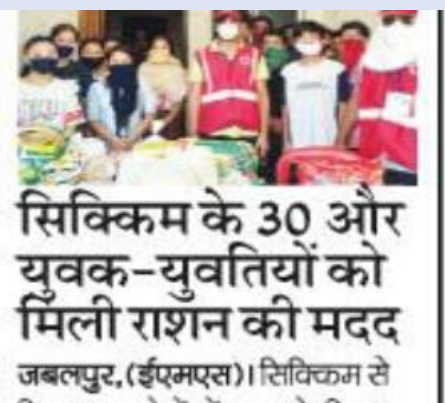 सिक्किम के 30 और
युवक-युवतियों को
मिली राशन की मदद
जबलपुर,(ईएमएस)। सिक्किम से